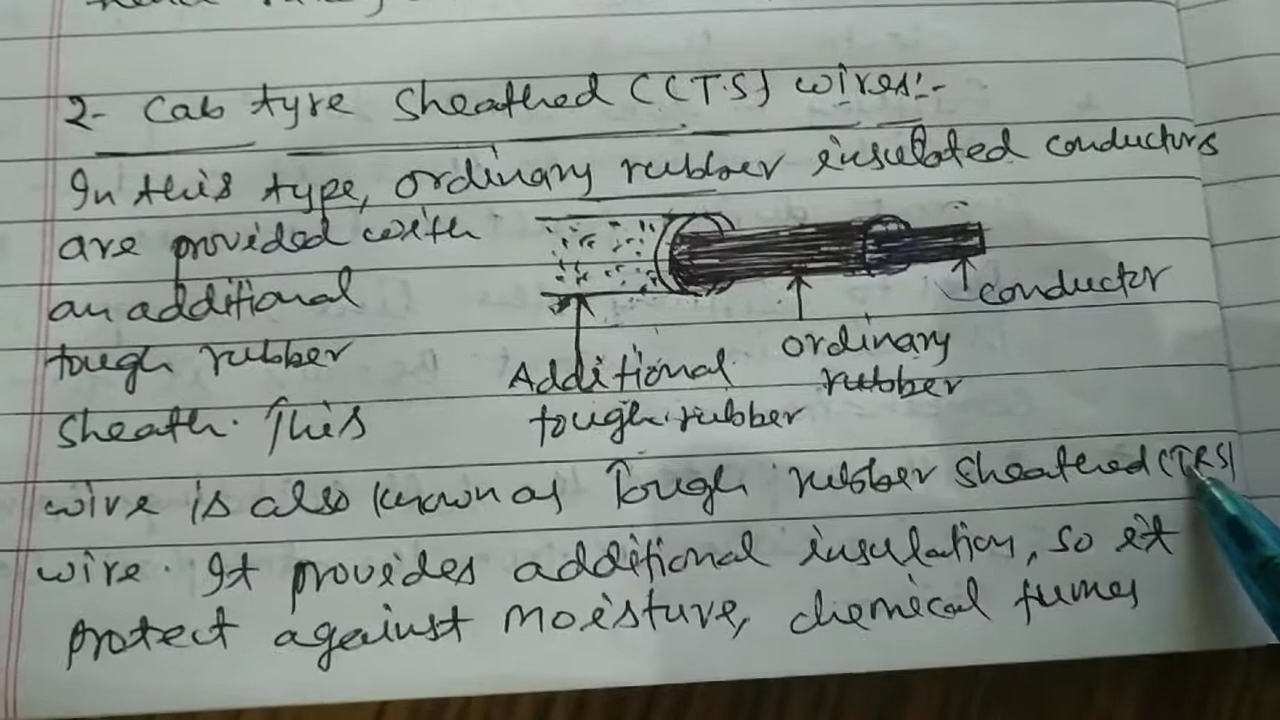 2- Cab tyre Sheathed (CTS) wires:-
In this type, ordinary rubber insulated conductors
are provided with
an additional
tough rubber
sheath. This
conductor
ordinary
rubber
Additional
tough rubber
wire is also known as Tough rubber sheathed (TRS)
wire. It provides additional insulation, so it
protect against moisture, chemical fumes